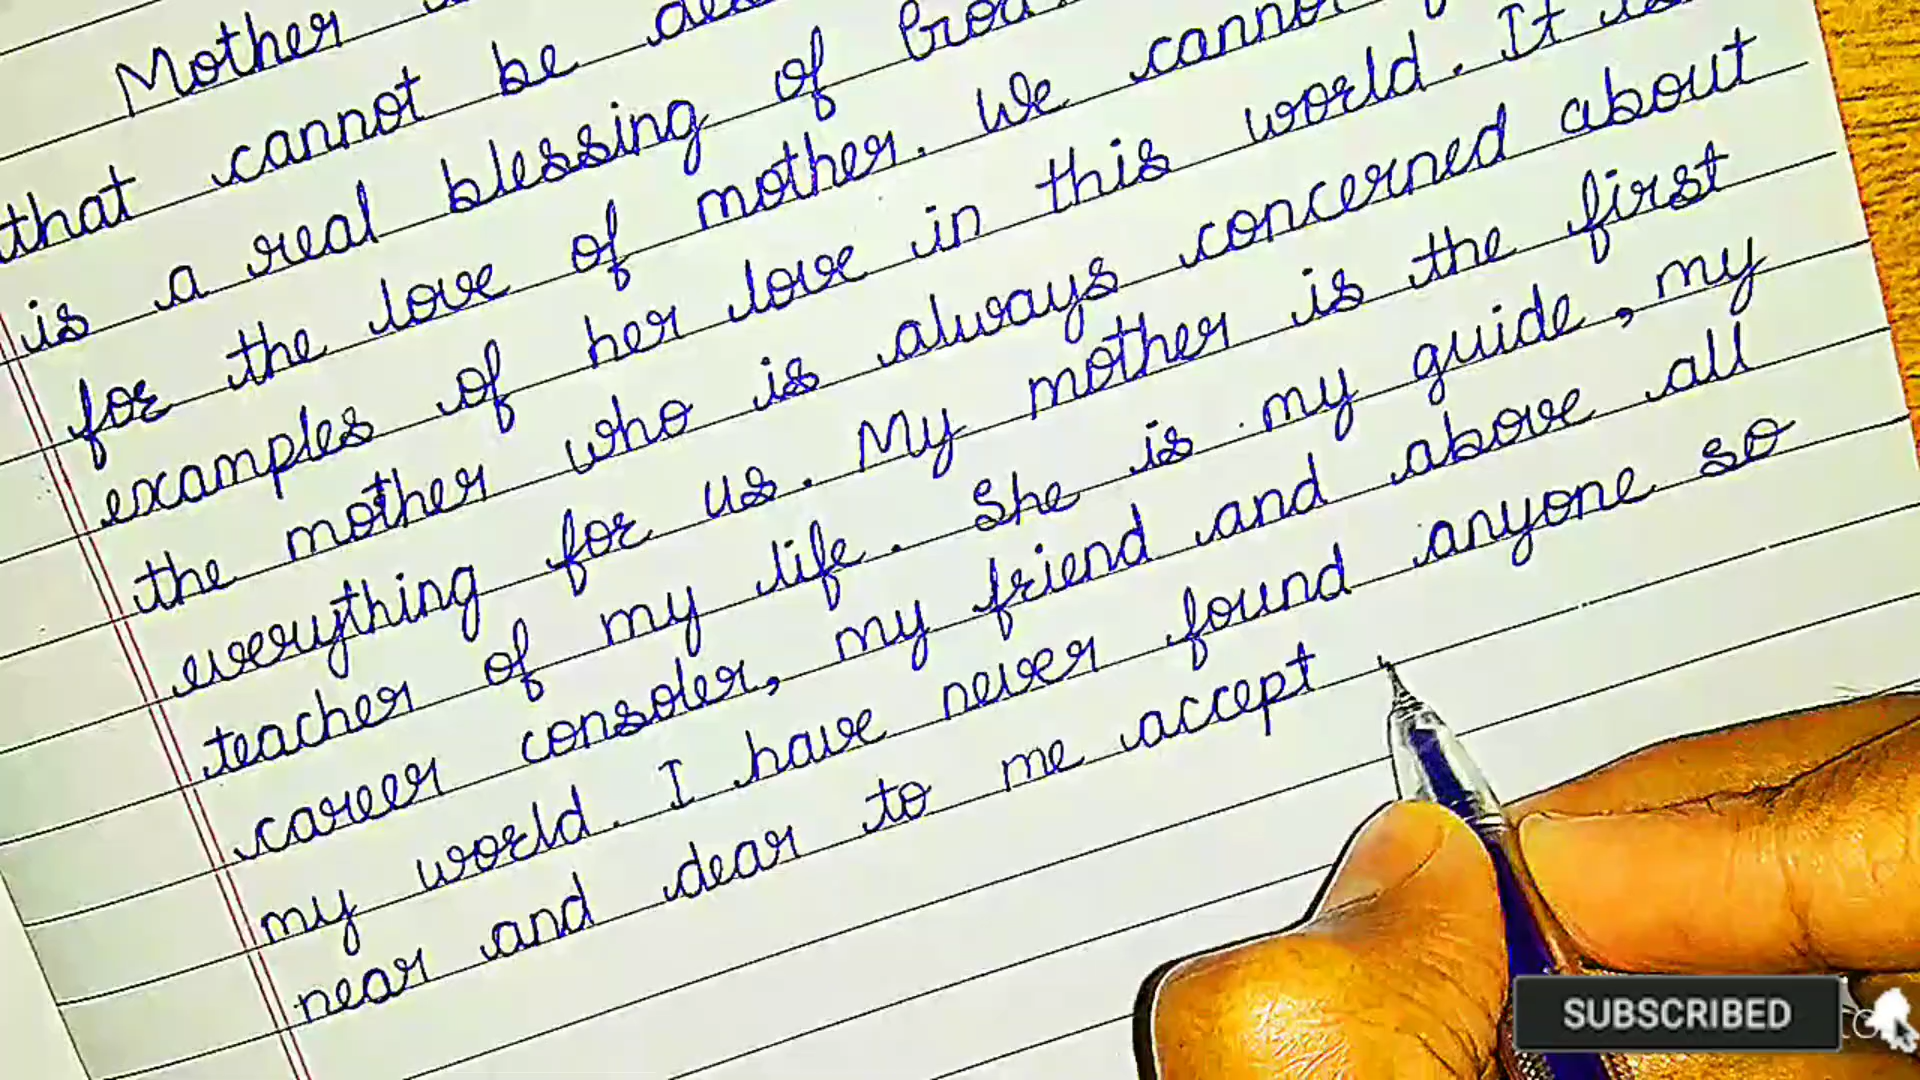 Mother
that cannot be
is a real blessing of God
for the love of mother. We cannot
examples of her love in this world. It is
the mother who is always concerned about
everything for us. My mother is the first
teacher of my life. She is my guide, my
career consoler, my friend and above all
my world. I have never found anyone so
near and dear to me accept
SUBSCRIBED